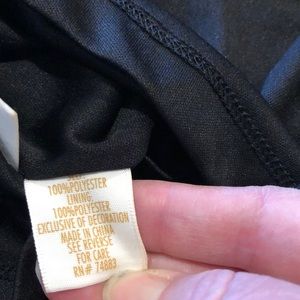 100%POLYESTER
LINING:
100%POLYESTER
EXCLUSIVE OF DECORATION
MADE IN CHINA
SEE REVERSE
FOR CARE
RN# 74883